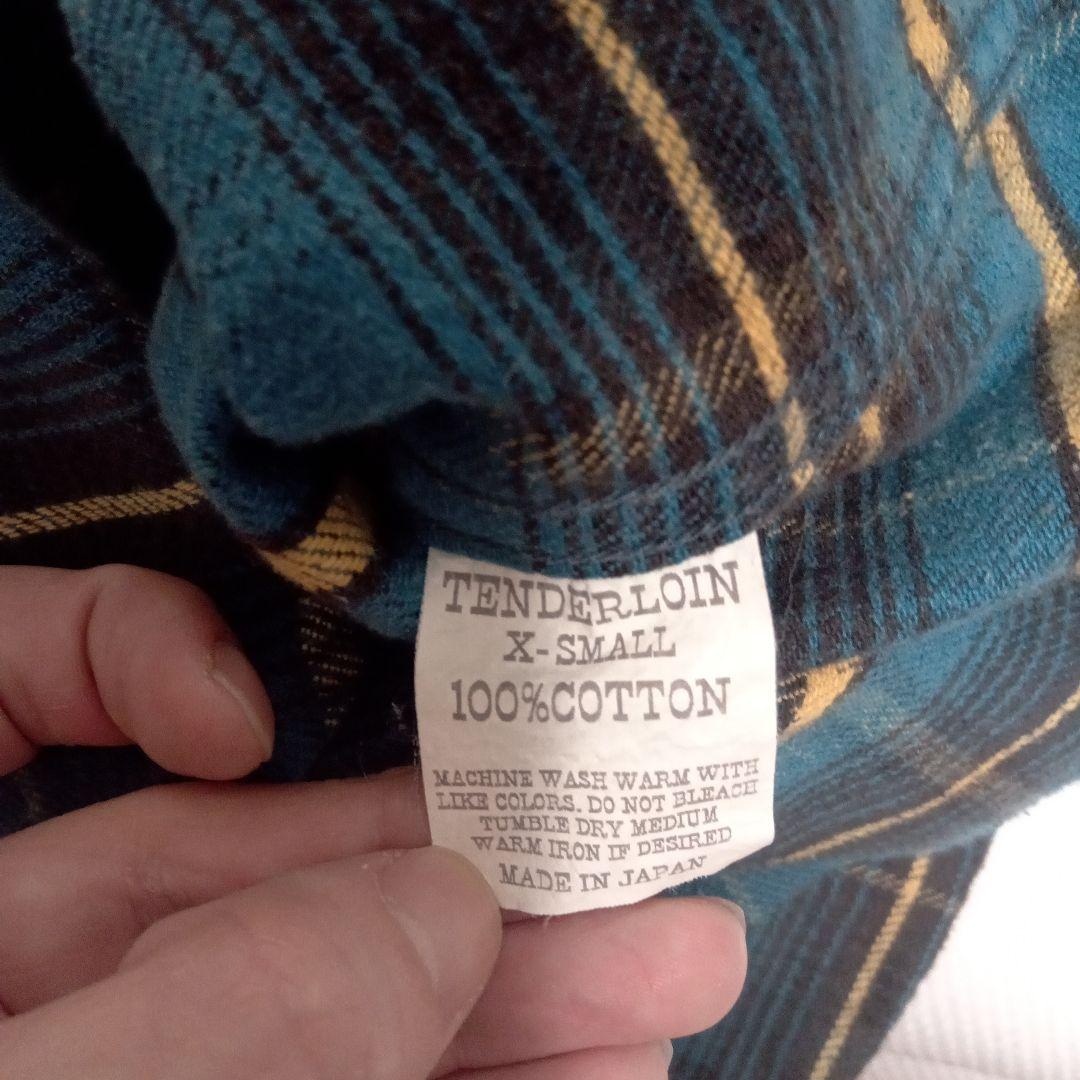 TENDERLOIN
X-SMALL
100%COTTON
MACHINE WASH WARM WITH
LIKE COLORS. DO NOT BLEACH
TUMBLE DRY MEDIUM
WARM IRON IF DESIRED
MADE IN JAPAN